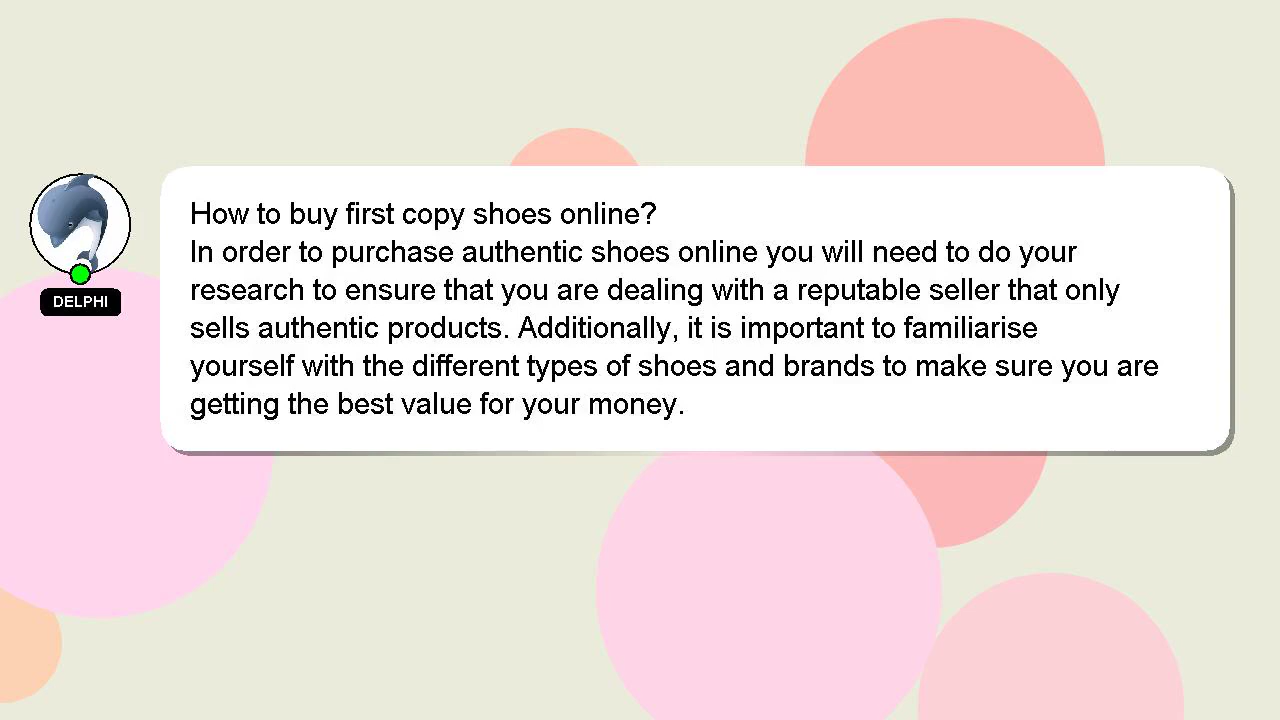 How to buy first copy shoes online?
In order to purchase authentic shoes online you will need to do your
research to ensure that you are dealing with a reputable seller that only
sells authentic products. Additionally, it is important to familiarise
yourself with the different types of shoes and brands to make sure you are
getting the best value for your money.
DELPHI